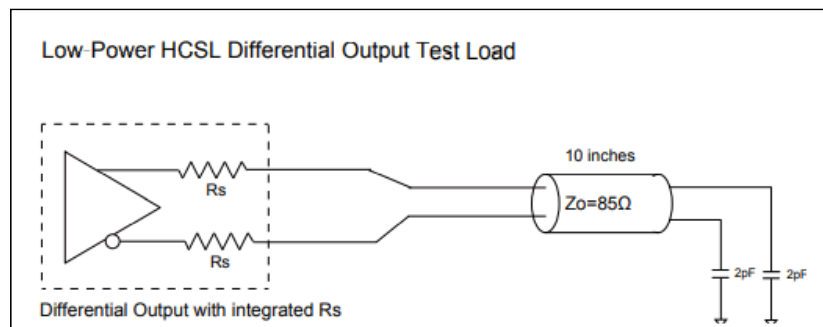 Low-Power HCSL Differential Output Test Load
10 inches
Rs
Zo=85Ω
Rs
2pF
2pF
Differential Output with integrated Rs